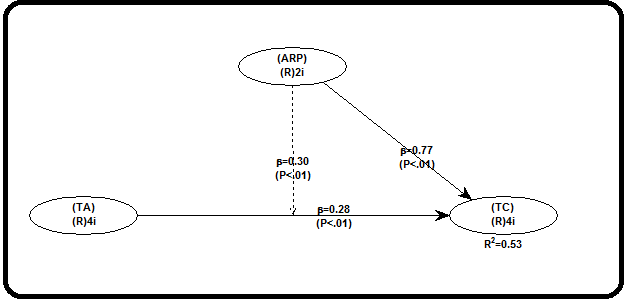 (ARP)
(R)2i
β=0.77
(P<.01)
β=0.30
(P<.01)
(TA)
(R)4i
β=0.28
(P<.01)
(TC)
(R)4i
R²=0.53